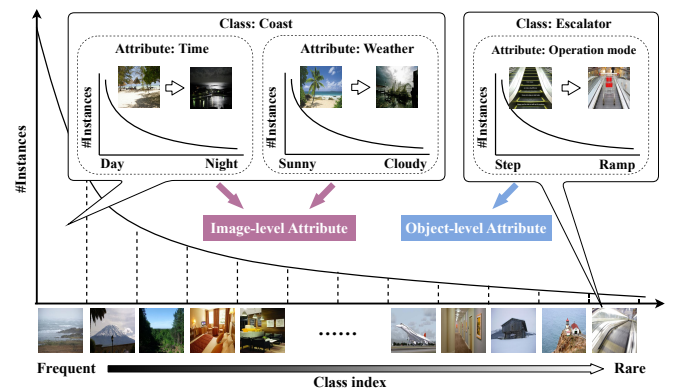 Class: Coast
Class: Escalator
Attribute: Time
Attribute: Weather
Attribute: Operation mode
#Instances
#Instances
#Instances
#Instances
Day
Night
Sunny
Cloudy
Step
Ramp
Image-level Attribute
Object-level Attribute
......
Frequent
Rare
Class index